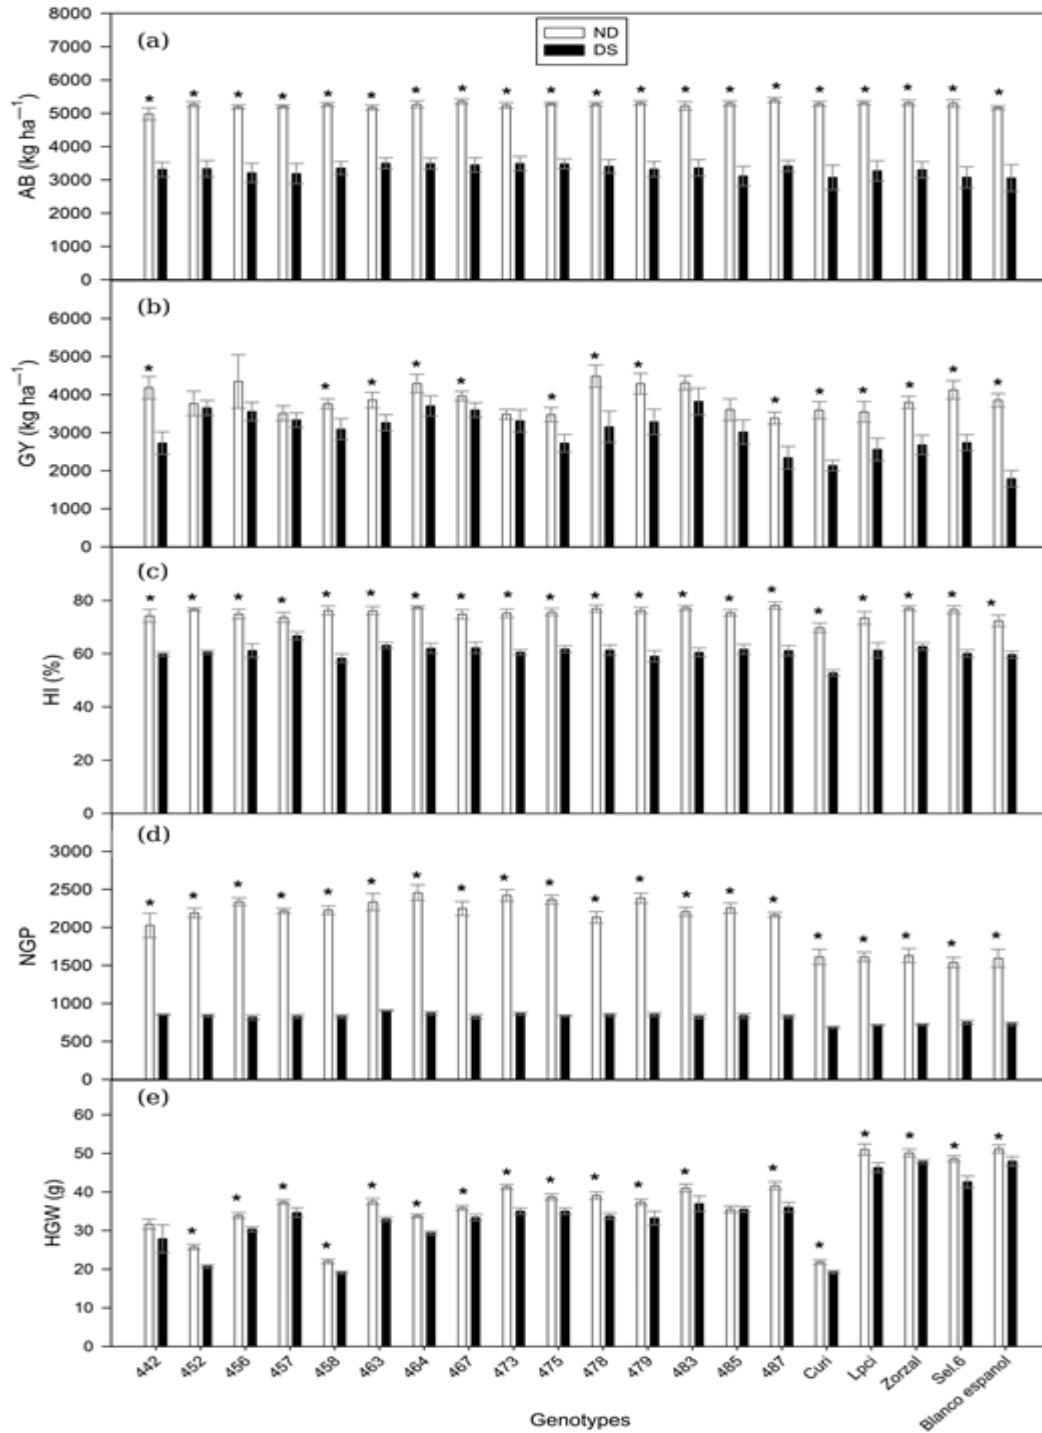 8000
(a)
ND
DS
7000
6000
5000
4000
3000
2000
1000
0
AB (kg ha—1)
(b)
6000
5000
4000
3000
2000
1000
0
GY (kg ha—1)
(c)
80
60
40
20
0
HI (%)
(d)
3000
2500
2000
1500
1000
500
0
NGP
(e)
60
50
40
30
20
10
0
HGW (g)
442 452 456 457 458 463 464 467 473 475 478 479 483 485 487 Curi Lpci Zorzal Sel.6 Blanco espanol
Genotypes